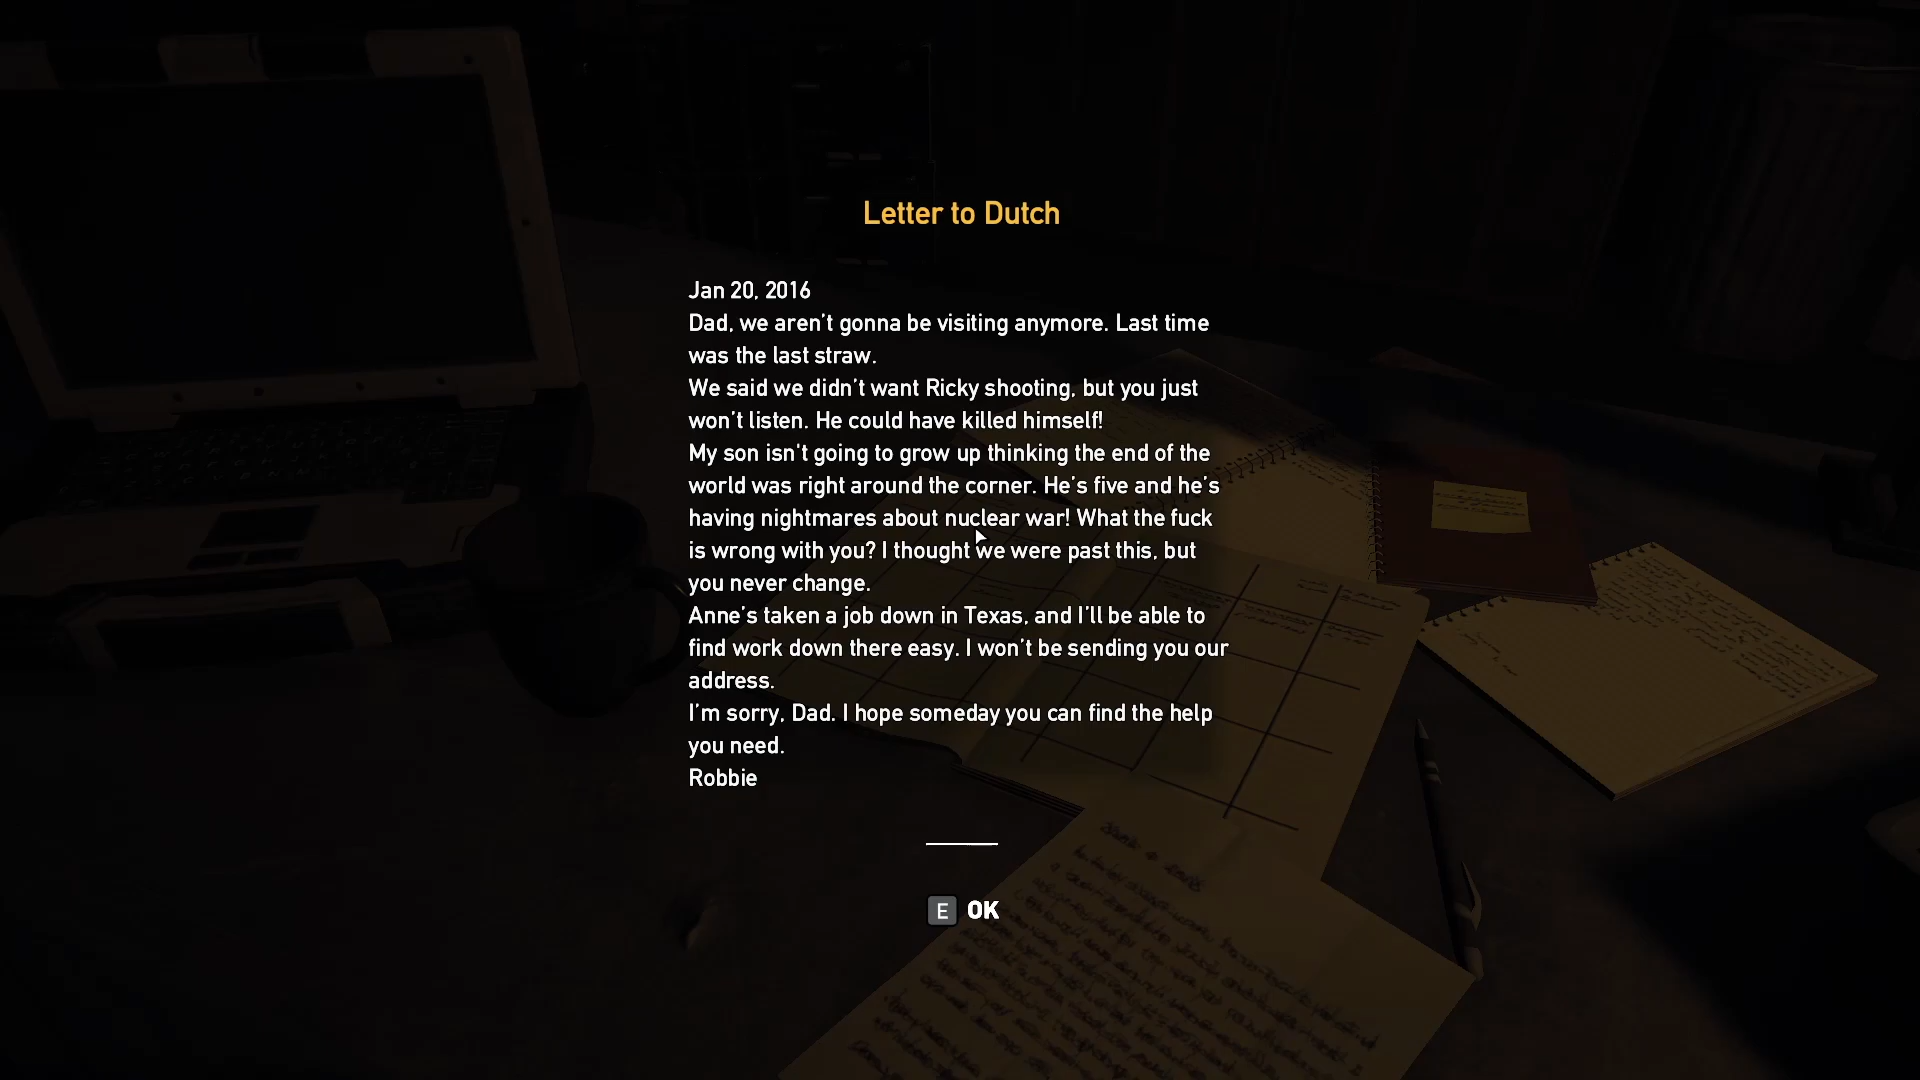 Letter to Dutch
Jan 20, 2016
Dad, we aren't gonna be visiting anymore. Last time
was the last straw.
We said we didn't want Ricky shooting, but you just
won't listen. He could have killed himself!
My son isn't going to grow up thinking the end of the
world was right around the corner. He's five and he's
having nightmares about nuclear war! What the fuck
is wrong with you? I thought we were past this, but
you never change.
Anne's taken a job down in Texas, and I'll be able to
find work down there easy. I won't be sending you our
address.
I'm sorry, Dad. I hope someday you can find the help
you need.
Robbie
E OK